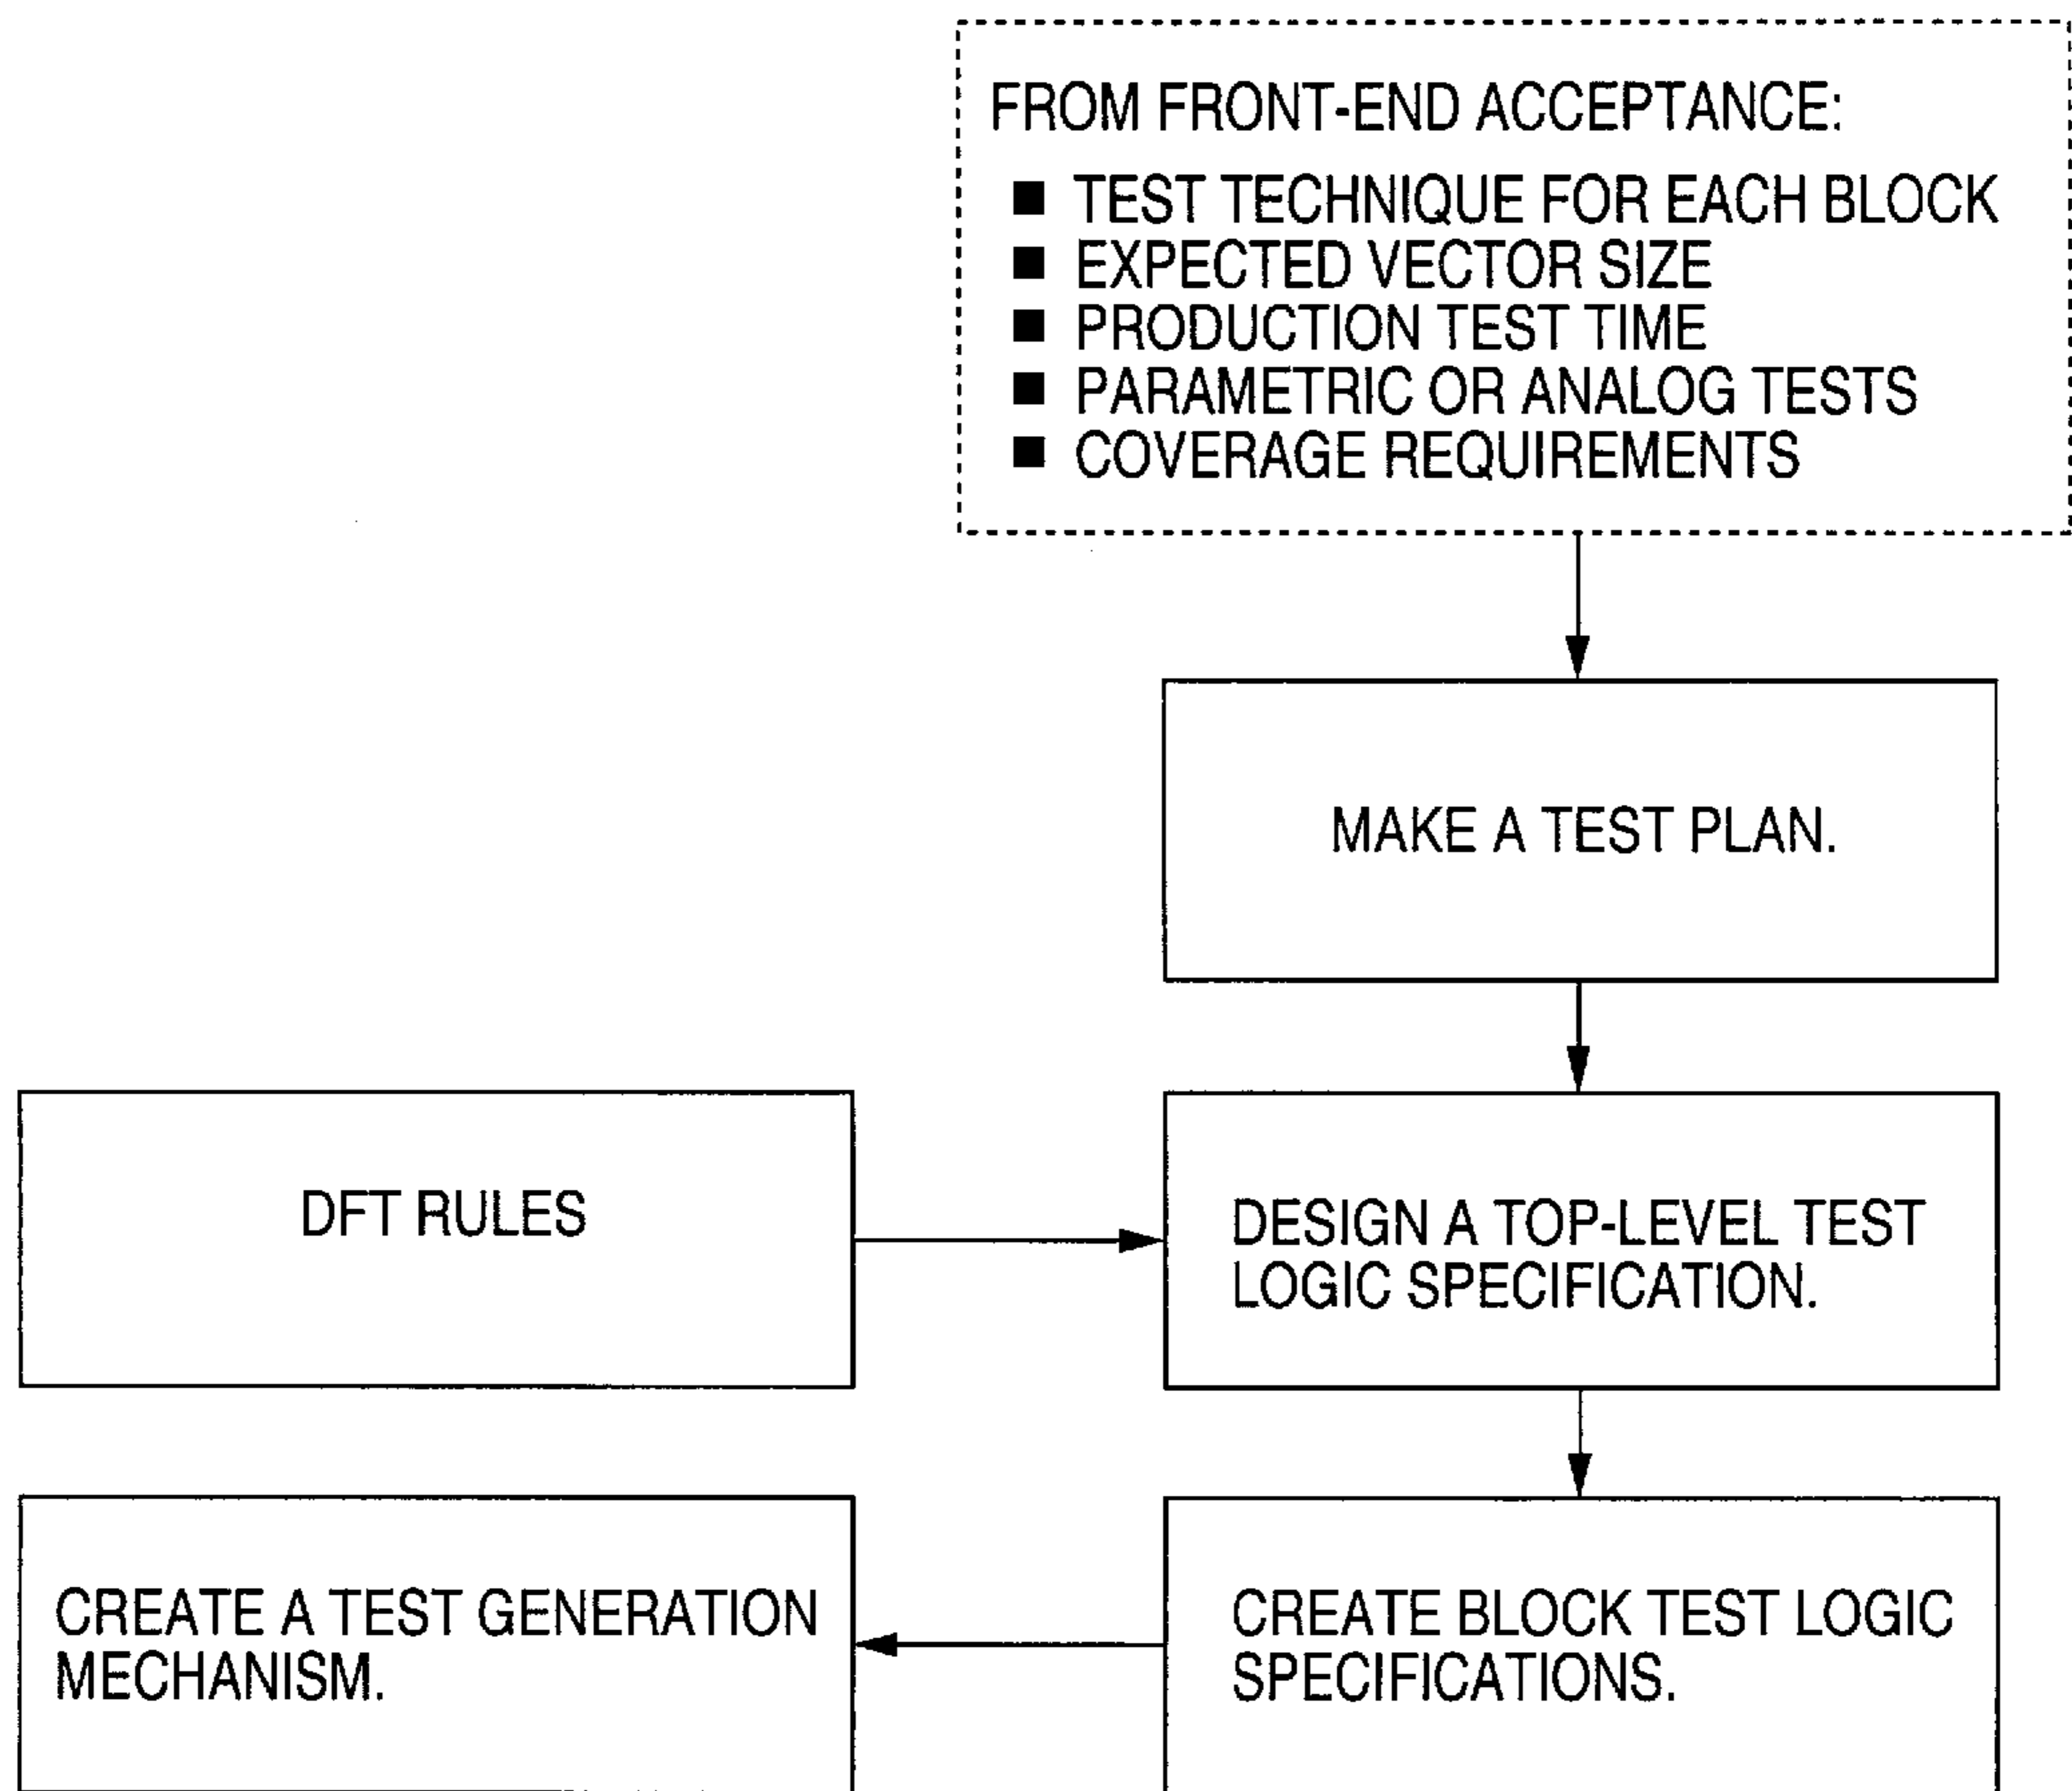 FROM FRONT-END ACCEPTANCE:
■ TEST TECHNIQUE FOR EACH BLOCK
■ EXPECTED VECTOR SIZE
■ PRODUCTION TEST TIME
■ PARAMETRIC OR ANALOG TESTS
■ COVERAGE REQUIREMENTS
MAKE A TEST PLAN.
DFT RULES
DESIGN A TOP-LEVEL TEST
LOGIC SPECIFICATION.
CREATE A TEST GENERATION
MECHANISM.
CREATE BLOCK TEST LOGIC
SPECIFICATIONS.